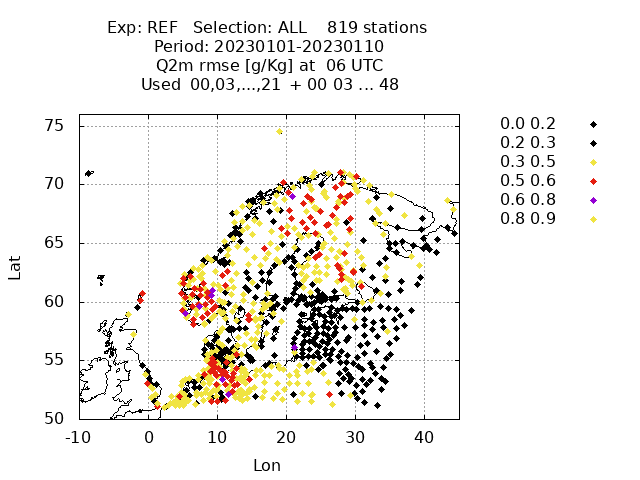 Exp: REF Selection: ALL 819 stations
Period: 20230101-20230110
Q2m rmse [g/Kg] at 06 UTC
Used 00,03,...,21 + 00 03 ... 48
75
70
65
60
55
50
Lat
-10 0 10 20 30 40
Lon
0.0 0.2
0.2 0.3
0.3 0.5
0.5 0.6
0.6 0.8
0.8 0.9